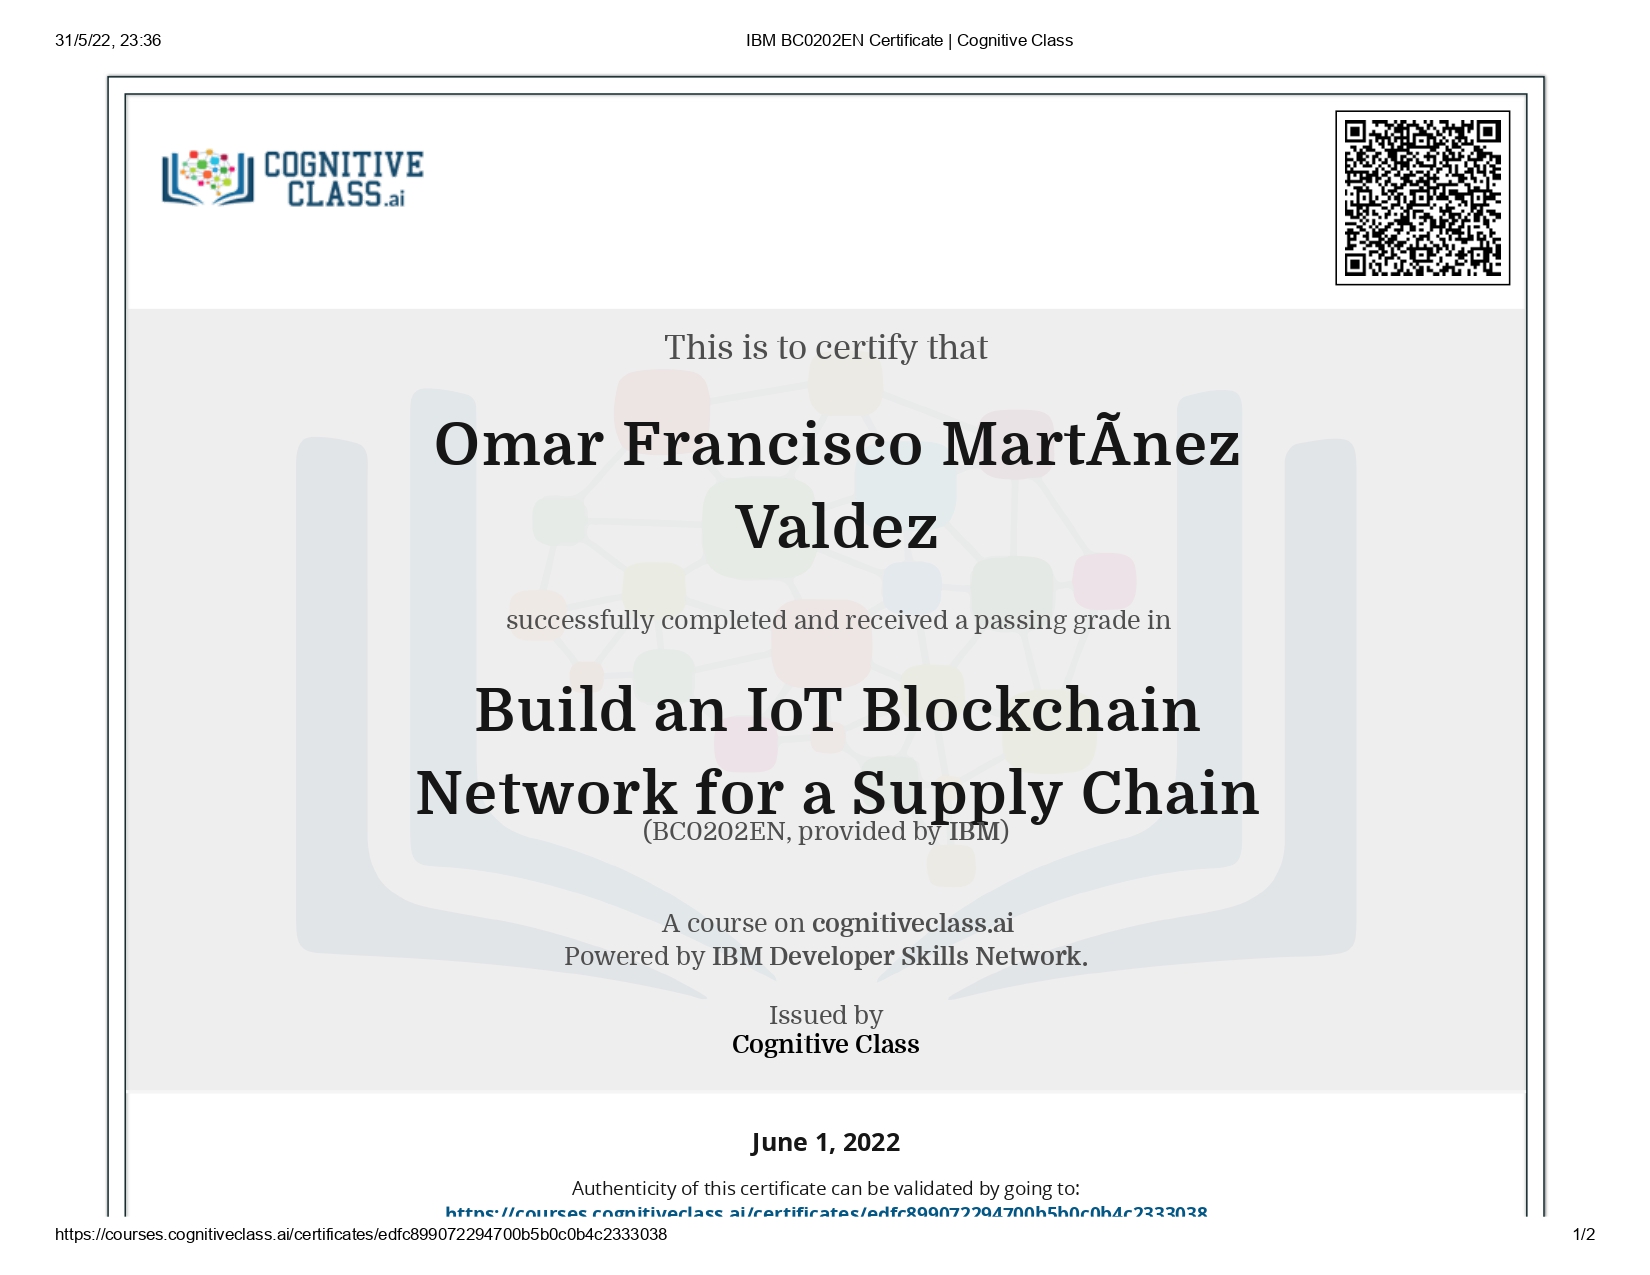 31/5/22, 23:36
IBM BC0202EN Certificate | Cognitive Class
COGNITIVE
CLASS.ai
This is to certify that
Omar Francisco MartÃnez
Valdez
successfully completed and received a passing grade in
Build an IoT Blockchain
Network for a Supply Chain
(BC0202EN, provided by IBM)
A course on cognitiveclass.ai
Powered by IBM Developer Skills Network.
Issued by
Cognitive Class
June 1, 2022
Authenticity of this certificate can be validated by going to:
https://courses.cognitiveclass.ai/certificates/edfc899072294700b5b0c0b4c2333038
https://courses.cognitiveclass.ai/certificates/edfc899072294700b5b0c0b4c2333038
1/2